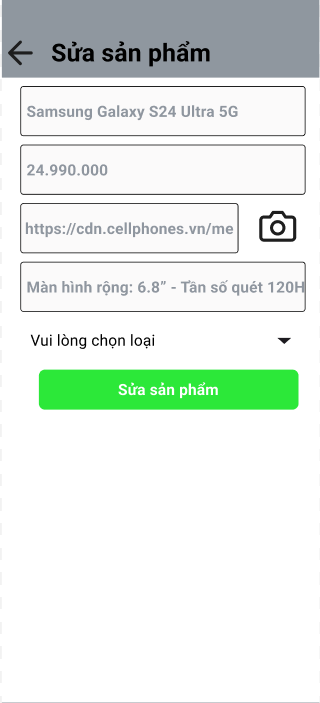 Sửa sản phẩm
Samsung Galaxy S24 Ultra 5G
24.990.000
https://cdn.cellphones.vn/me
Màn hình rộng: 6.8” - Tần số quét 120H
Vui lòng chọn loại
Sửa sản phẩm